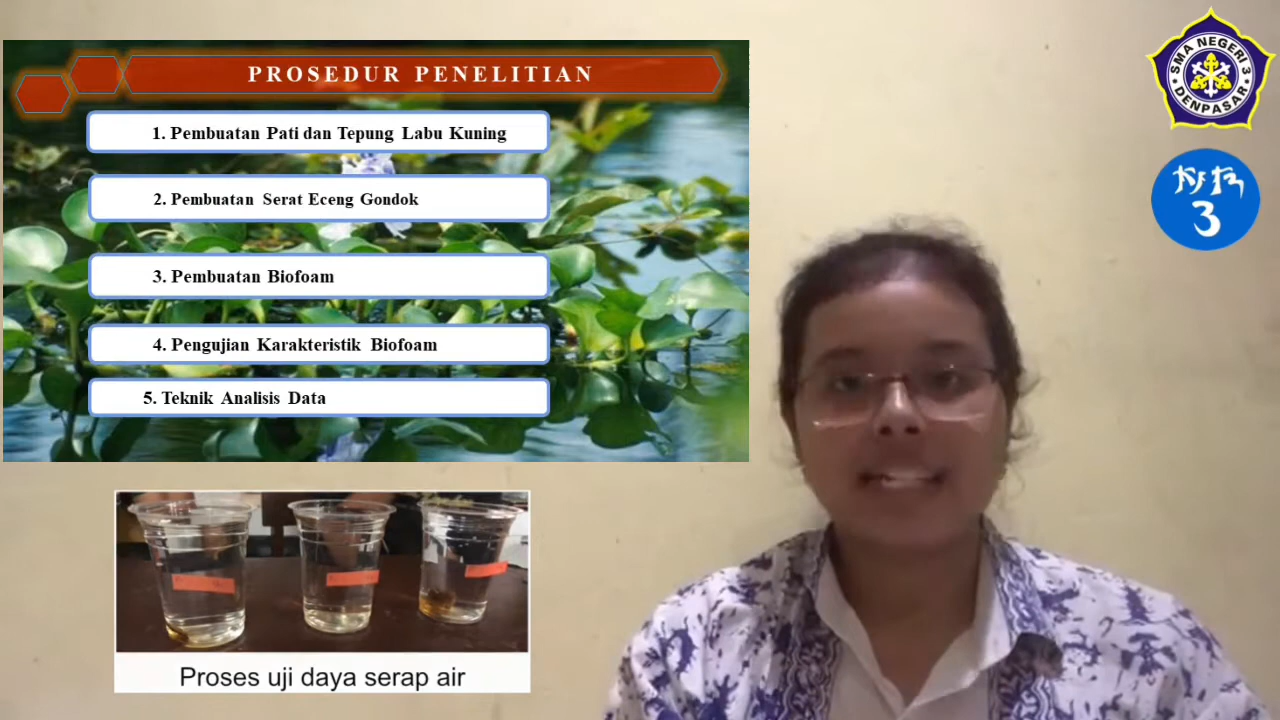 PROSEDUR PENELITIAN
1. Pembuatan Pati dan Tepung Labu Kuning
2. Pembuatan Serat Eceng Gondok
3. Pembuatan Biofoam
4. Pengujian Karakteristik Biofoam
5. Teknik Analisis Data
Proses uji daya serap air
SMA NEGERI 3
DENPASAR
3